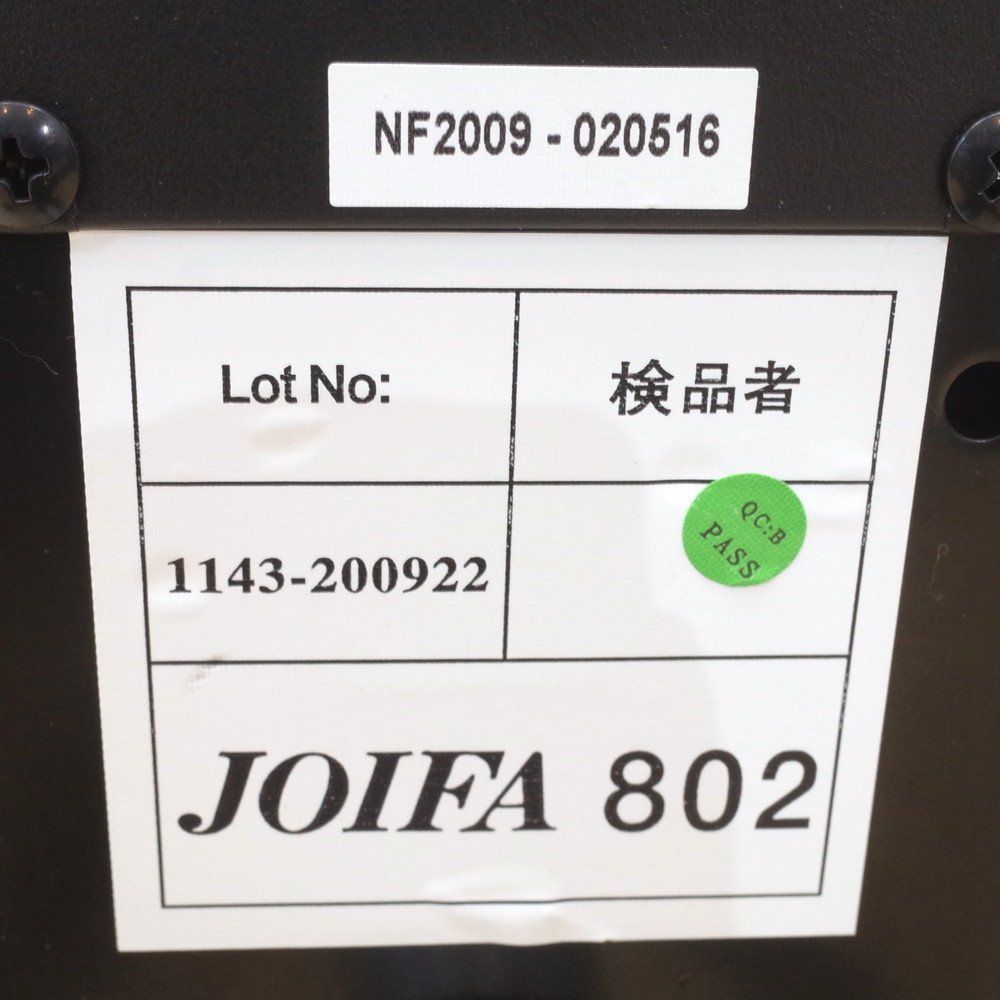 NF2009 - 020516
Lot No:
検品者
1143-200922
QC:B
PASS
JOIFA 802